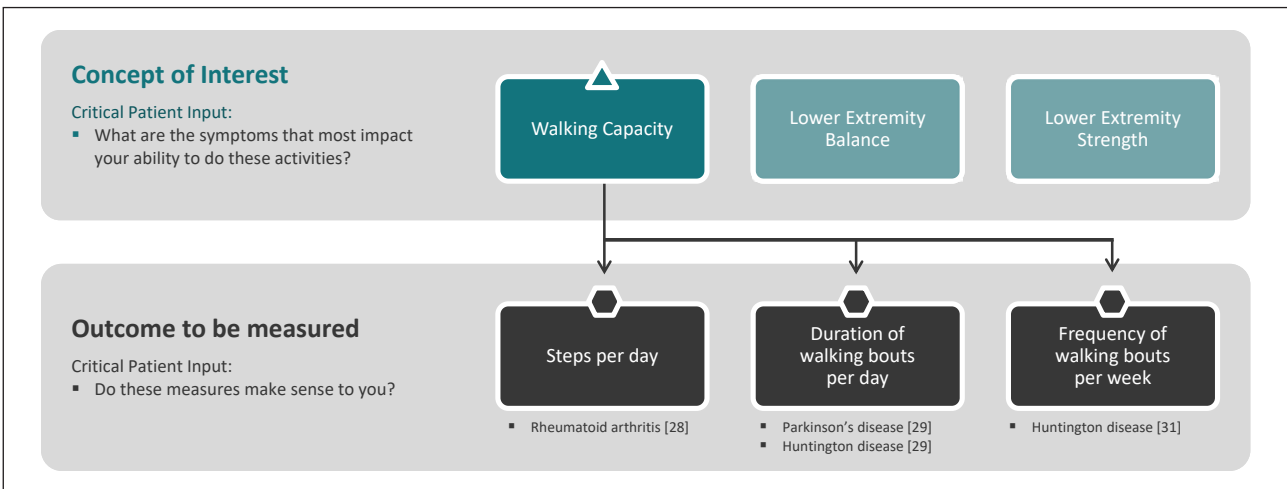 Concept of Interest
Critical Patient Input:
▪ What are the symptoms that most impact
your ability to do these activities?
Walking Capacity
Lower Extremity
Balance
Lower Extremity
Strength
Outcome to be measured
Critical Patient Input:
▪ Do these measures make sense to you?
Steps per day
▪ Rheumatoid arthritis [28]
Duration of
walking bouts
per day
▪ Parkinson’s disease [29]
▪ Huntington disease [29]
Frequency of
walking bouts
per week
▪ Huntington disease [31]